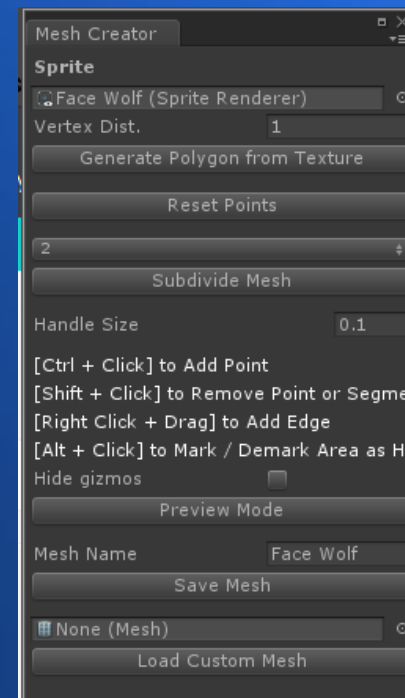 Mesh Creator
Sprite
Face Wolf (Sprite Renderer)
Vertex Dist. 1
Generate Polygon from Texture
Reset Points
2
Subdivide Mesh
Handle Size 0.1
[Ctrl + Click] to Add Point
[Shift + Click] to Remove Point or Segme
[Right Click + Drag] to Add Edge
[Alt + Click] to Mark / Demark Area as H
Hide gizmos
Preview Mode
Mesh Name Face Wolf
Save Mesh
None (Mesh)
Load Custom Mesh